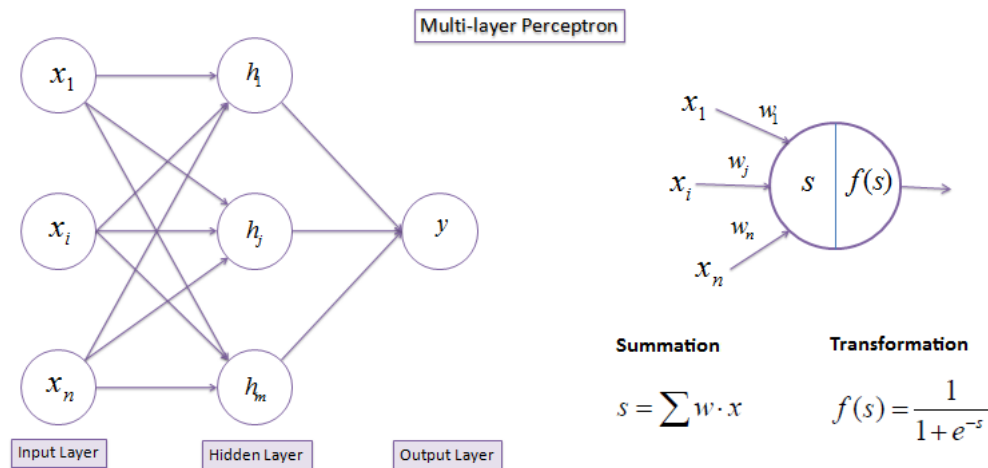 Multi-layer Perceptron
x₁
h₁
xᵢ
hⱼ
y
xₙ
hₘ
Input Layer
Hidden Layer
Output Layer
x₁
w₁
xᵢ
wⱼ
xₙ
wₙ
s
f(s)
Summation
s = ∑ w · x
Transformation
f(s) = 1 / (1 + e⁻ˢ)